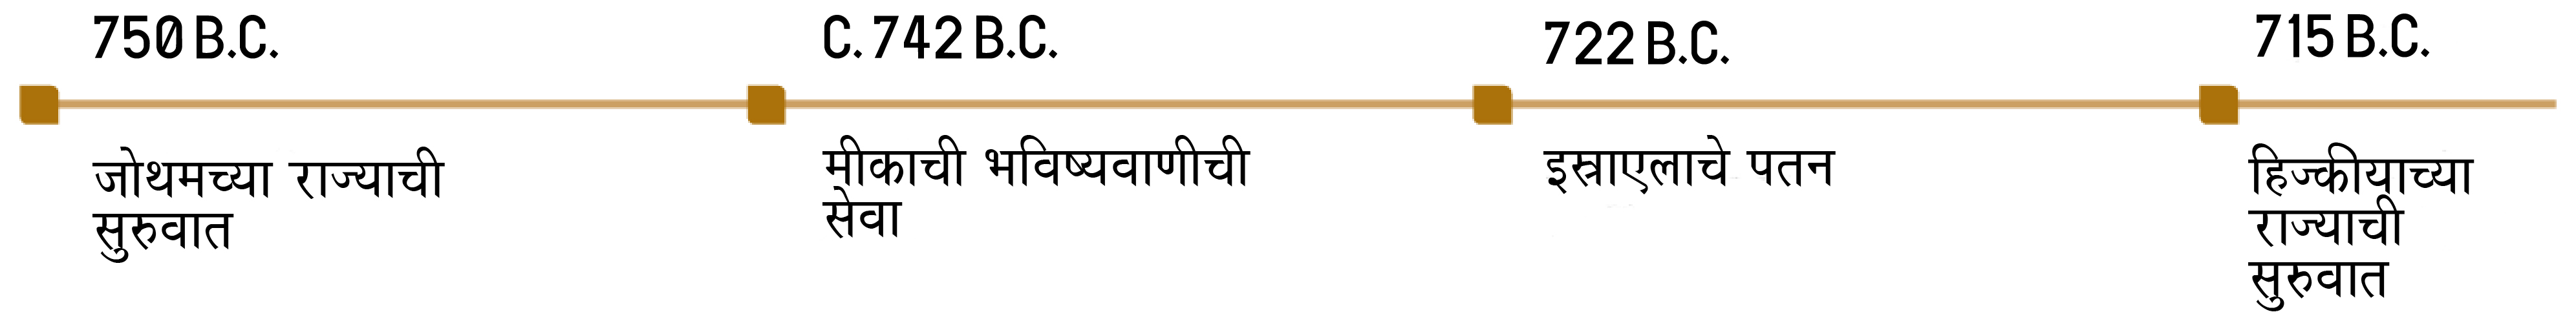 750 B.C.
जोथमच्या राज्याची
सुरुवात
C. 742 B.C.
मीकाची भविष्यवाणीची
सेवा
722 B.C.
इस्राएलाचे पतन
715 B.C.
हिज्कीयाच्या
राज्याची
सुरुवात